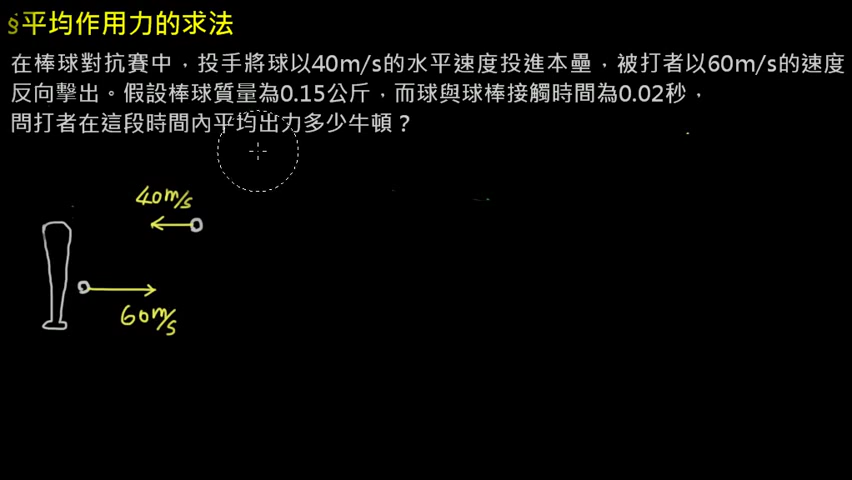 §平均作用力的求法
在棒球對抗賽中，投手將球以40m/s的水平速度投進本壘，被打者以60m/s的速度
反向擊出。假設棒球質量為0.15公斤，而球與球棒接觸時間為0.02秒，
問打者在這段時間內平均出力多少牛頓？
40m/s
60m/s